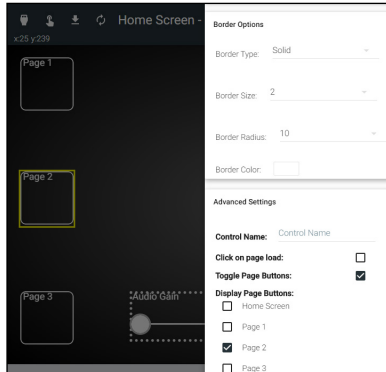 Home Screen -
x:25 y:239
Page 1
Page 2
Page 3
Audio Gain
Border Options
Border Type: Solid
Border Size: 2
Border Radius: 10
Border Color:
Advanced Settings
Control Name: Control Name
Click on page load:
Toggle Page Buttons:
Display Page Buttons:
Home Screen
Page 1
Page 2
Page 3